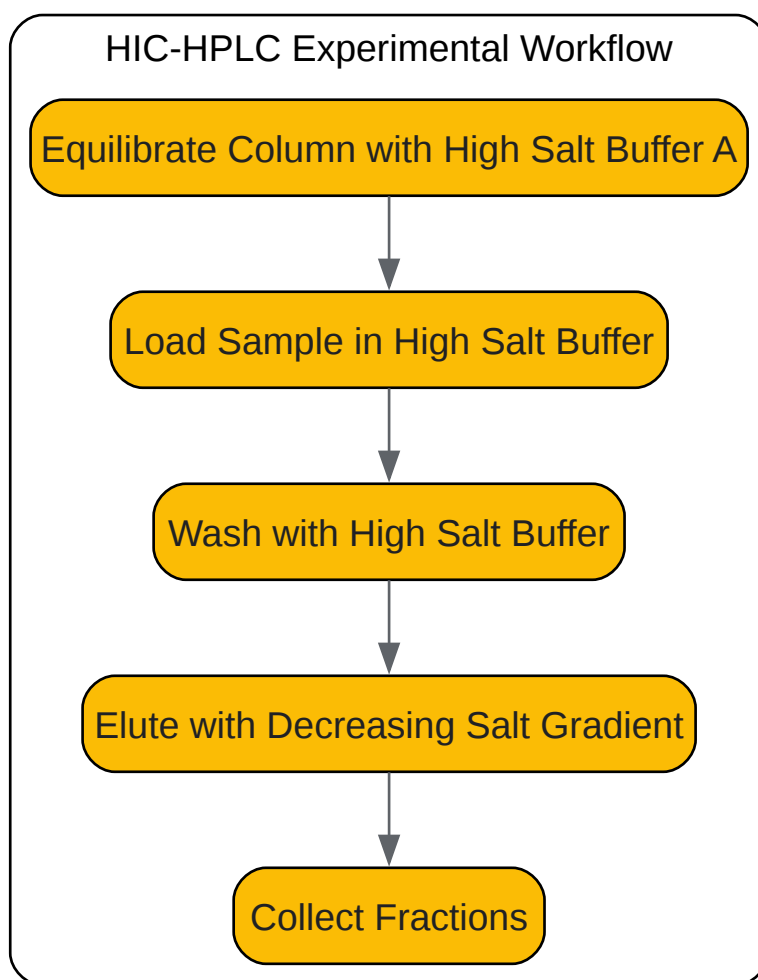 HIC-HPLC Experimental Workflow
Equilibrate Column with High Salt Buffer A
Load Sample in High Salt Buffer
Wash with High Salt Buffer
Elute with Decreasing Salt Gradient
Collect Fractions